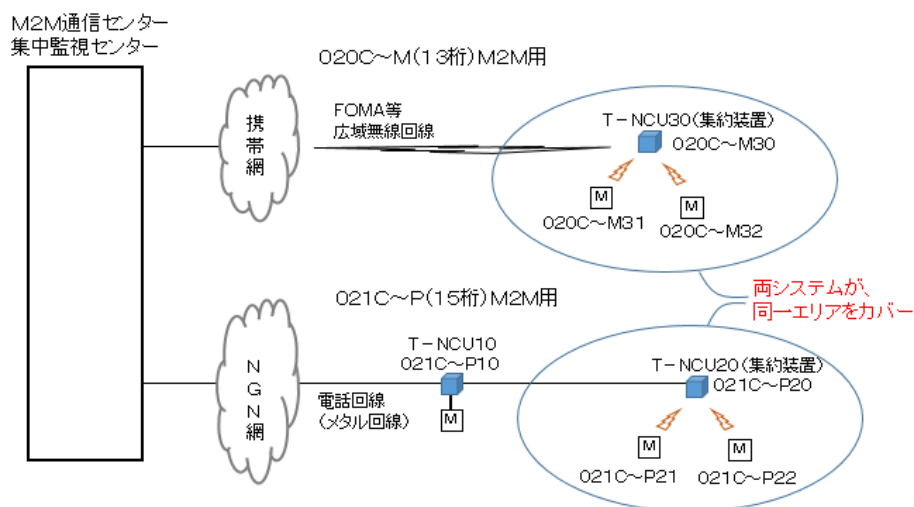 M2M通信センター
集中監視センター
020C~M(13桁)M2M用
携帯網
FOMA等
広域無線回線
T-NCU30(集約装置)
020C~M30
M
M
020C~M31
020C~M32
両システムが、
同一エリアをカバー
021C~P(15桁)M2M用
NGN網
T-NCU10
021C~P10
電話回線
(メタル回線)
M
T-NCU20(集約装置)
021C~P20
M
M
021C~P21
021C~P22